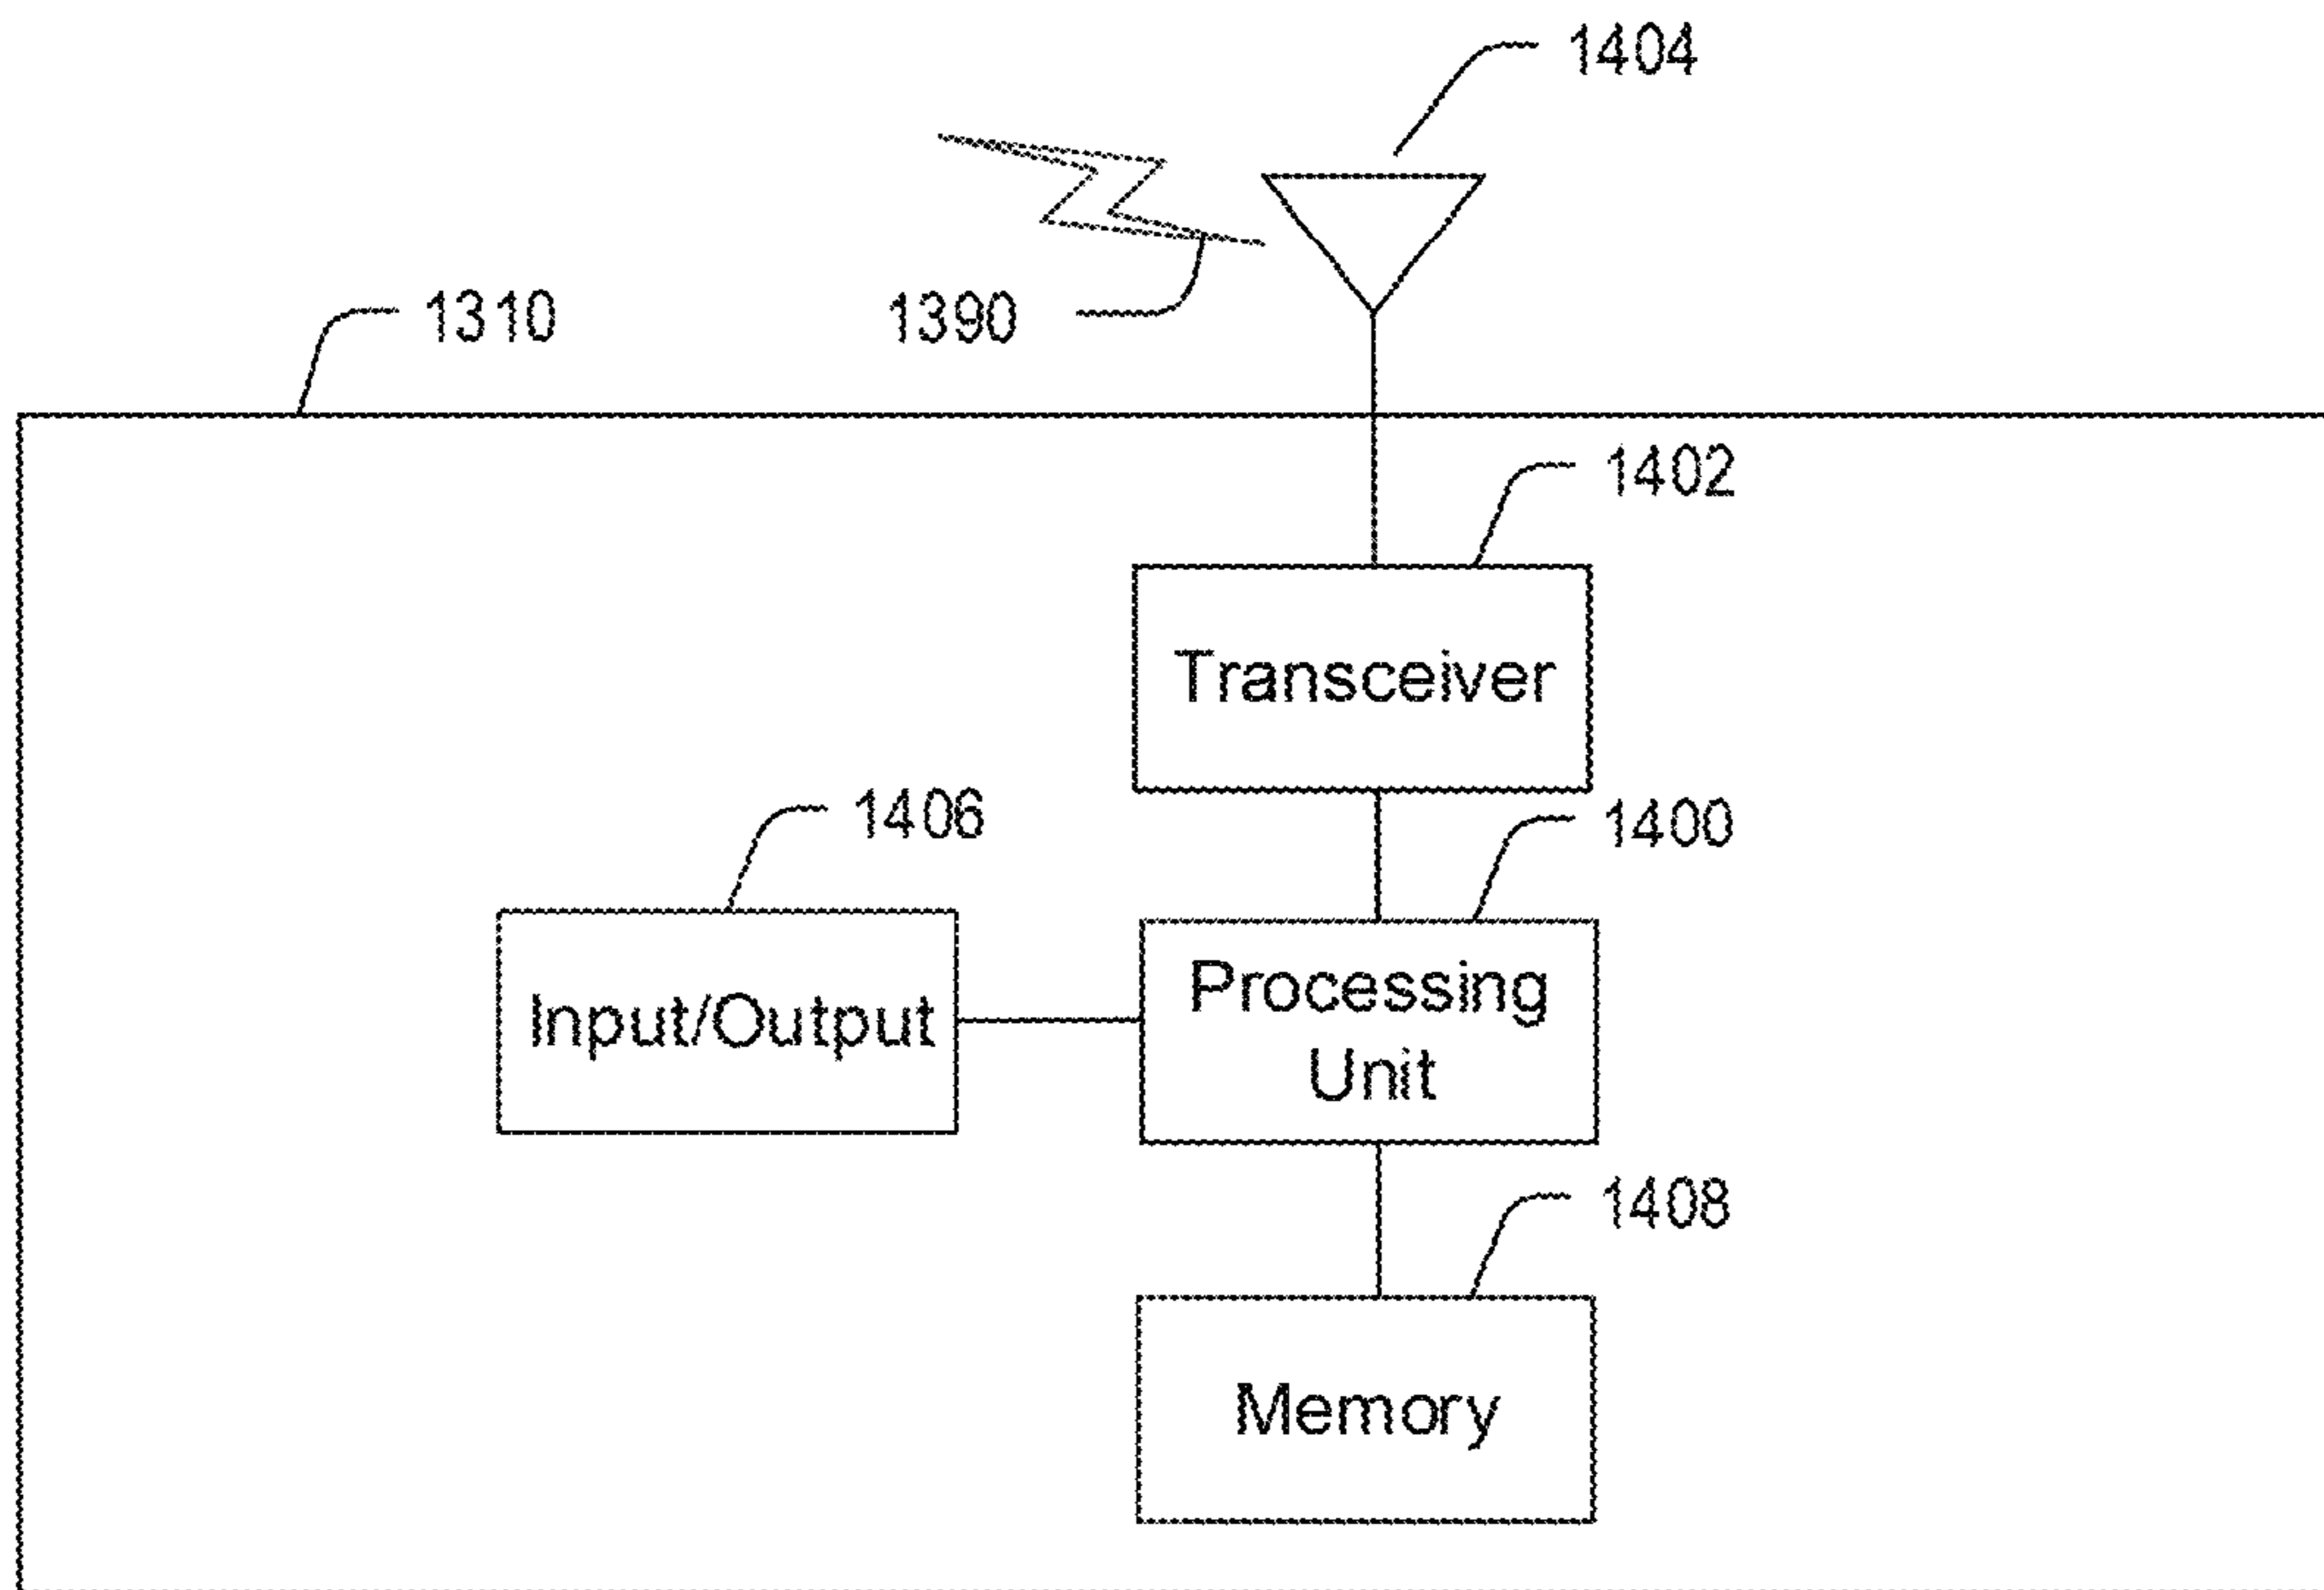 1404
1390
1310
1402
Transceiver
1406
1400
Input/Output
Processing
Unit
1408
Memory